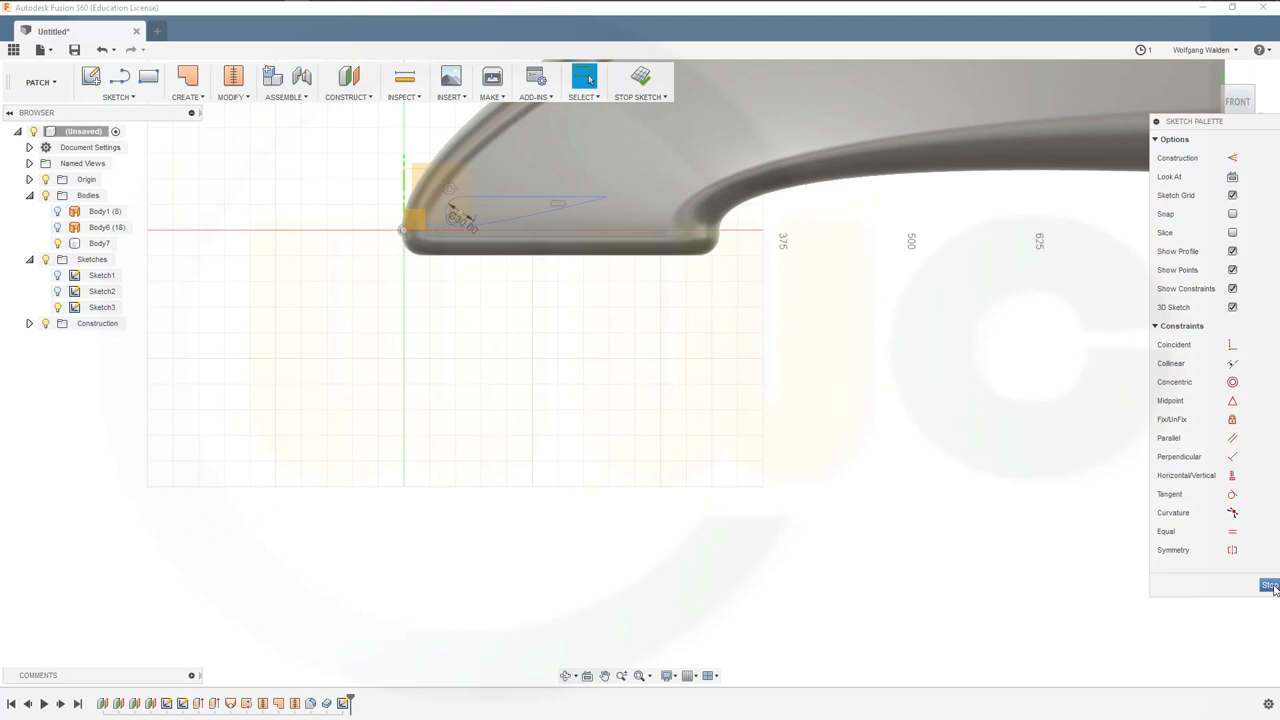 Autodesk Fusion 360 (Education License)
Untitled*
Wolfgang Walden
1
PATCH
SKETCH
CREATE
MODIFY
ASSEMBLE
CONSTRUCT
INSPECT
INSERT
MAKE
ADD-INS
SELECT
STOP SKETCH
BROWSER
(Unsaved)
Document Settings
Named Views
Origin
Bodies
Body1 (8)
Body6 (18)
Body7
Sketches
Sketch1
Sketch2
Sketch3
Construction
375
500
625
FRONT
SKETCH PALETTE
Options
Construction
Look At
Sketch Grid
Snap
Slice
Show Profile
Show Points
Show Constraints
3D Sketch
Constraints
Coincident
Collinear
Concentric
Midpoint
Fix/UnFix
Parallel
Perpendicular
Horizontal/Vertical
Tangent
Curvature
Equal
Symmetry
Stop
COMMENTS